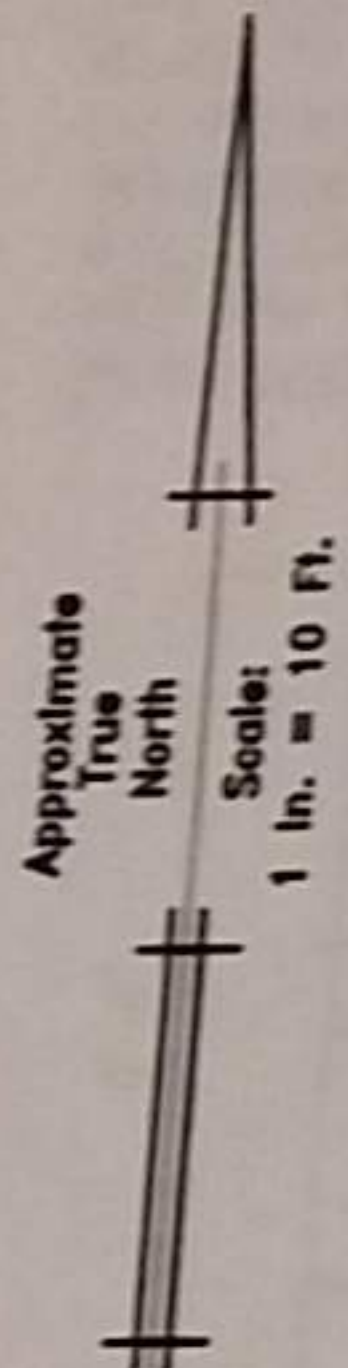 Approximate
True
North
Scale:
1 In. = 10 Ft.